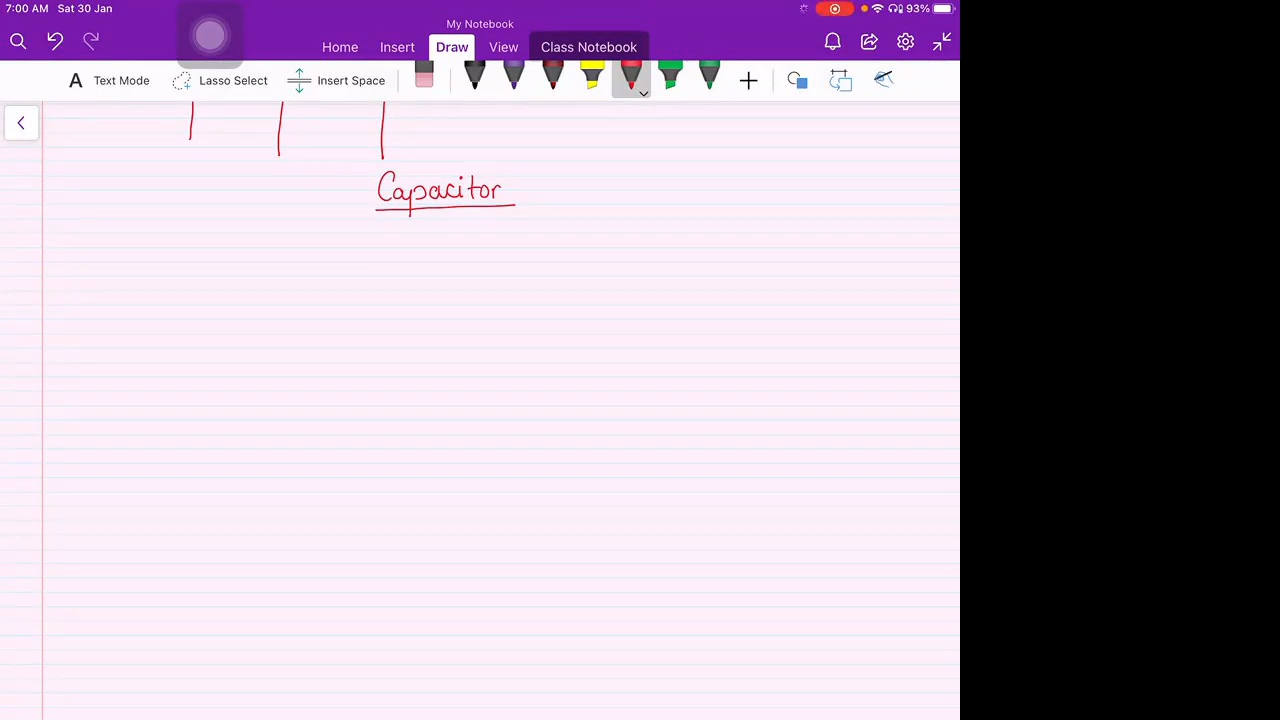 7:00 AM Sat 30 Jan
93%
My Notebook
Home Insert Draw View Class Notebook
A Text Mode Lasso Select Insert Space
Capacitor